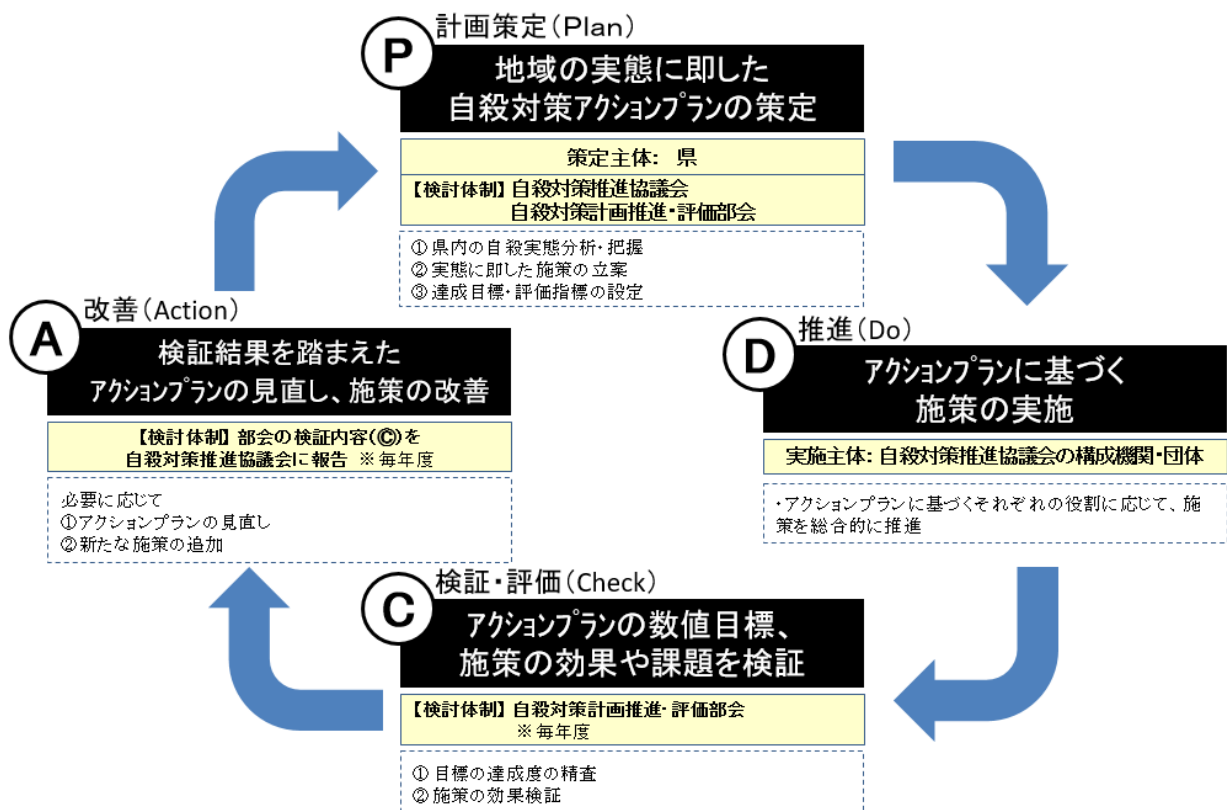 計画策定(Plan)
P
地域の実態に即した
自殺対策ｱｸｼｮﾝﾌﾟﾗﾝの策定
策定主体: 県
【検討体制】自殺対策推進協議会
自殺対策計画推進・評価部会
① 県内の自殺実態分析・把握
② 実態に即した施策の立案
③ 達成目標・評価指標の設定
推進(Do)
D
ｱｸｼｮﾝﾌﾟﾗﾝに基づく
施策の実施
実施主体: 自殺対策推進協議会の構成機関・団体
・アクションプランに基づくそれぞれの役割に応じて、施
策を総合的に推進
検証・評価(Check)
C
ｱｸｼｮﾝﾌﾟﾗﾝの数値目標、
施策の効果や課題を検証
【検討体制】自殺対策計画推進・評価部会
※毎年度
① 目標の達成度の精査
② 施策の効果検証
改善(Action)
A
検証結果を踏まえた
ｱｸｼｮﾝﾌﾟﾗﾝの見直し、施策の改善
【検討体制】部会の検証内容(Ⓒ)を
自殺対策推進協議会に報告 ※毎年度
必要に応じて
①アクションプランの見直し
②新たな施策の追加